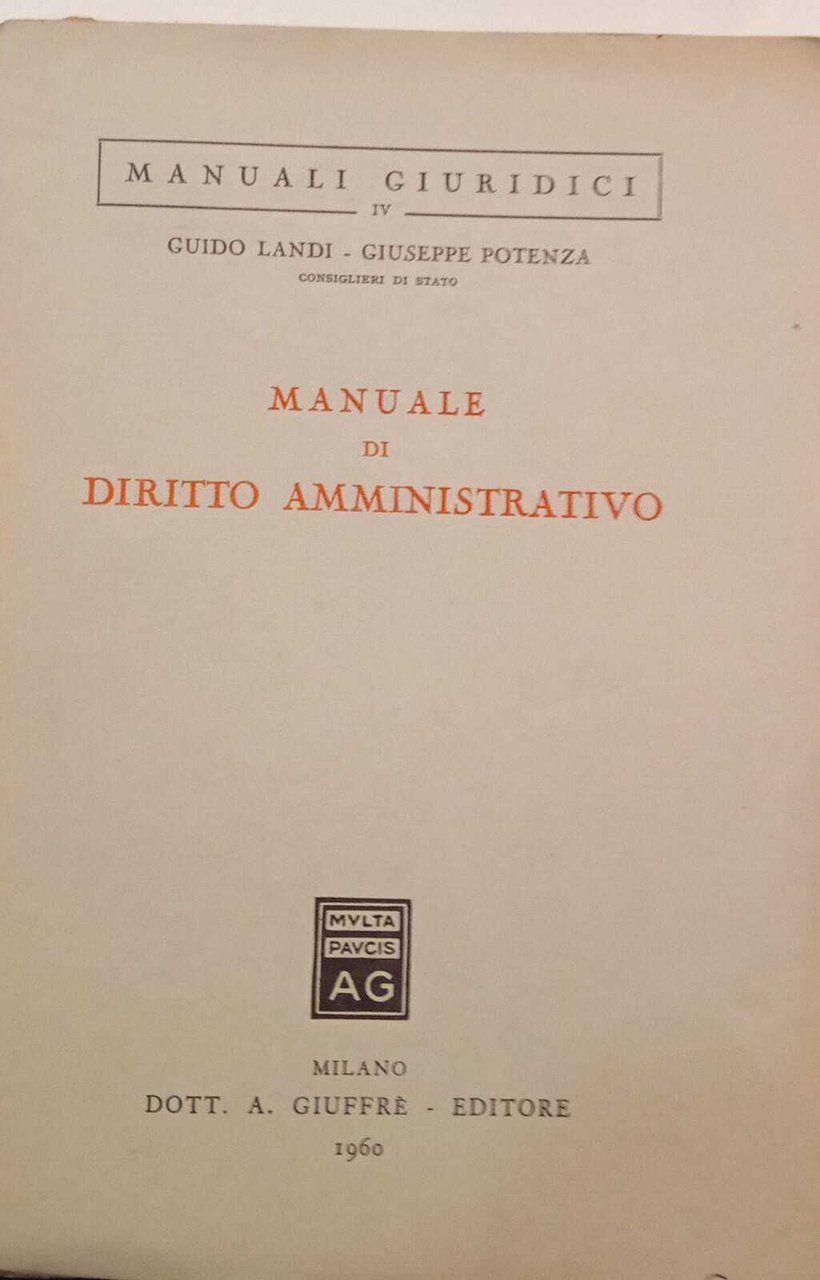 MANUALI GIURIDICI
IV
GUIDO LANDI - GIUSEPPE POTENZA
CONSIGLIERI DI STATO
MANUALE
DI
DIRITTO AMMINISTRATIVO
MVLTA
PAVCIS
AG
MILANO
DOTT. A. GIUFFRÈ - EDITORE
1960